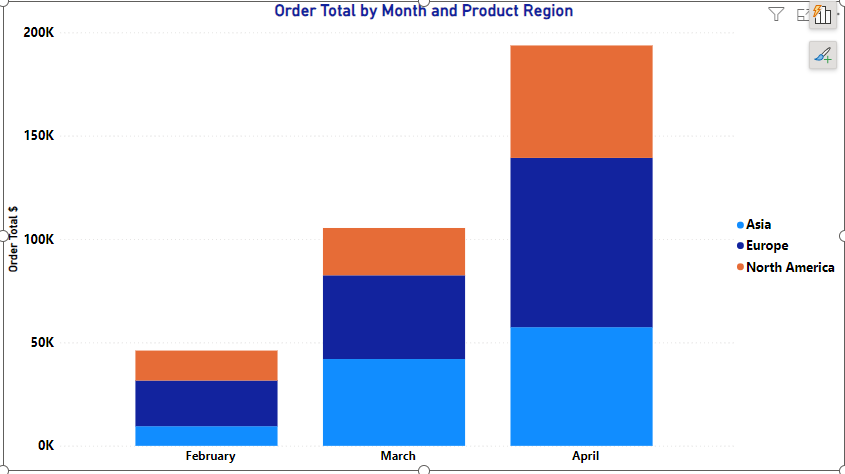 Order Total by Month and Product Region
200K
150K
100K
50K
0K
Order Total $
February
March
April
Asia
Europe
North America